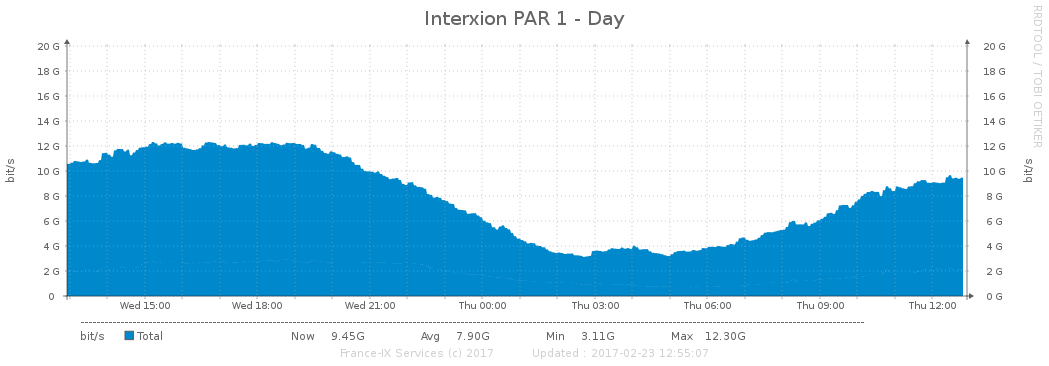 Interxion PAR 1 - Day
RRDTOOL / TOBI OETIKER
20 G 20 G
18 G 18 G
16 G 16 G
14 G 14 G
12 G 12 G
10 G 10 G
bit/s bit/s
8 G 8 G
6 G 6 G
4 G 4 G
2 G 2 G
0 0 G
Wed 15:00 Wed 18:00 Wed 21:00 Thu 00:00 Thu 03:00 Thu 06:00 Thu 09:00 Thu 12:00
bit/s Total Now 9.45G Avg 7.90G Min 3.11G Max 12.30G
France-IX Services (c) 2017 Updated : 2017-02-23 12:55:07